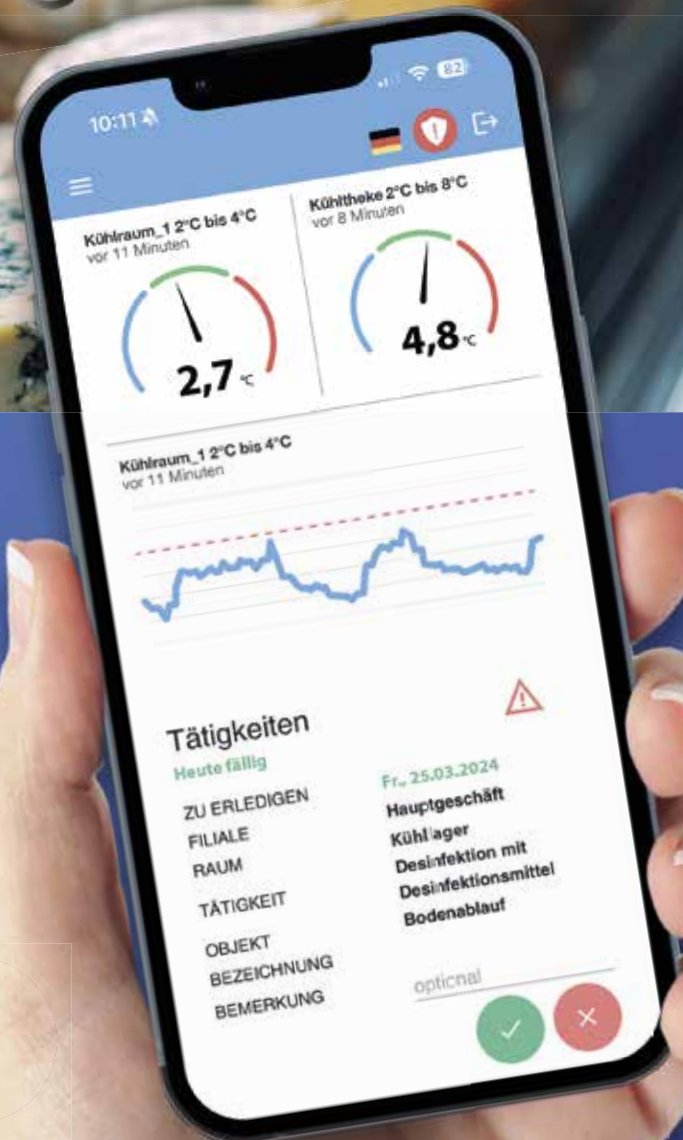 10:11
82
Kühlraum_1 2°C bis 4°C
vor 11 Minuten
2,7 °C
Kühltheke 2°C bis 8°C
vor 8 Minuten
4,8 °C
Kühlraum_1 2°C bis 4°C
vor 11 Minuten
Tätigkeiten
Heute fällig
ZU ERLEDIGEN Fr., 25.03.2024
FILIALE Hauptgeschäft
RAUM Kühllager
TÄTIGKEIT Desinfektion mit
Desinfektionsmittel
OBJEKT Bodenablauf
BEZEICHNUNG
BEMERKUNG optional